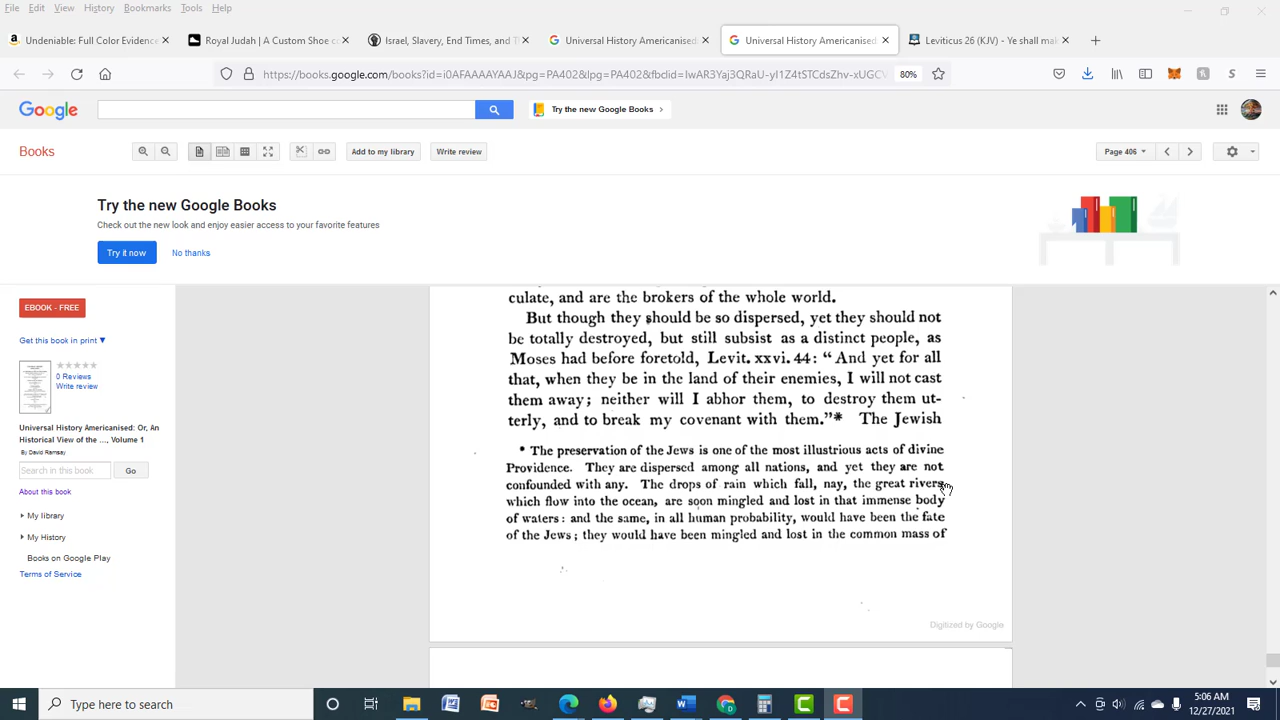 File Edit View History Bookmarks Tools Help
Undeniable: Full Color Evidence
Royal Judah | A Custom Shoe c
Israel, Slavery, End Times, and T
Universal History Americanised:
Universal History Americanised
Leviticus 26 (KJV) - Ye shall mak
https://books.google.com/books?id=i0AFAAAAYAAJ&pg=PA402&lpg=PA402&fbclid=IwAR3Yaj3QRaU-yI1Z4tSTCdsZhv-xUGCV
80%
Google
Try the new Google Books
Books
Add to my library
Write review
Page 406
Try the new Google Books
Check out the new look and enjoy easier access to your favorite features
Try it now
No thanks
EBOOK - FREE
Get this book in print
0 Reviews
Write review
Universal History Americanised: Or, An
Historical View of the ..., Volume 1
By David Ramsay
Search in this book
Go
About this book
My library
My History
Books on Google Play
Terms of Service
culate, and are the brokers of the whole world.
But though they should be so dispersed, yet they should not
be totally destroyed, but still subsist as a distinct people, as
Moses had before foretold, Levit. xxvi. 44: “And yet for all
that, when they be in the land of their enemies, I will not cast
them away; neither will I abhor them, to destroy them ut-
terly, and to break my covenant with them.”* The Jewish
* The preservation of the Jews is one of the most illustrious acts of divine
Providence. They are dispersed among all nations, and yet they are not
confounded with any. The drops of rain which fall, nay, the great rivers
which flow into the ocean, are soon mingled and lost in that immense body
of waters: and the same, in all human probability, would have been the fate
of the Jews; they would have been mingled and lost in the common mass of
Digitized by Google
Type here to search
5:06 AM
12/27/2021